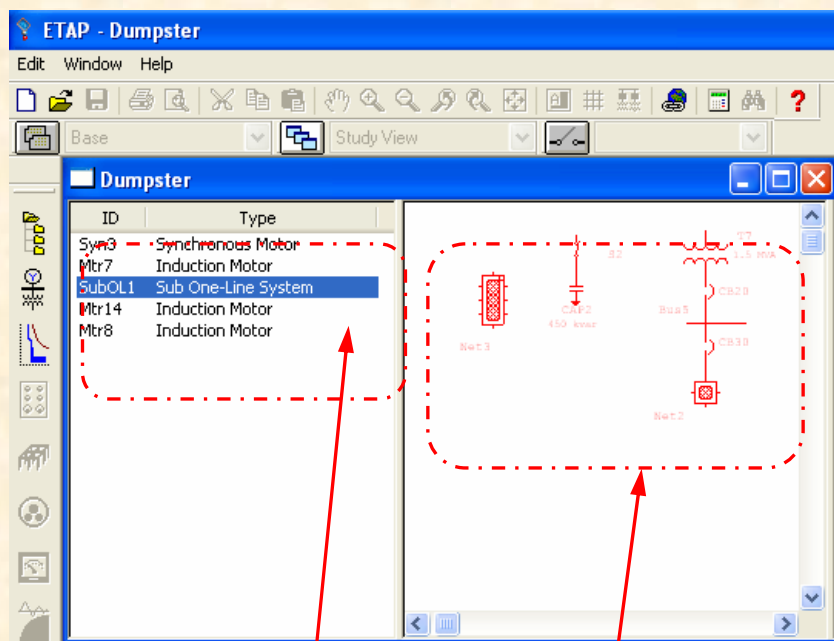 ETAP - Dumpster
Edit Window Help
?
Base Study View
Dumpster
ID Type
Syn3 Synchronous Motor
Mtr7 Induction Motor
SubOL1 Sub One-Line System
Mtr14 Induction Motor
Mtr8 Induction Motor
T7
S2 1.5 MVA
CB28
CAP2 Bus5
450 kvar
Net3 CB30
Net2